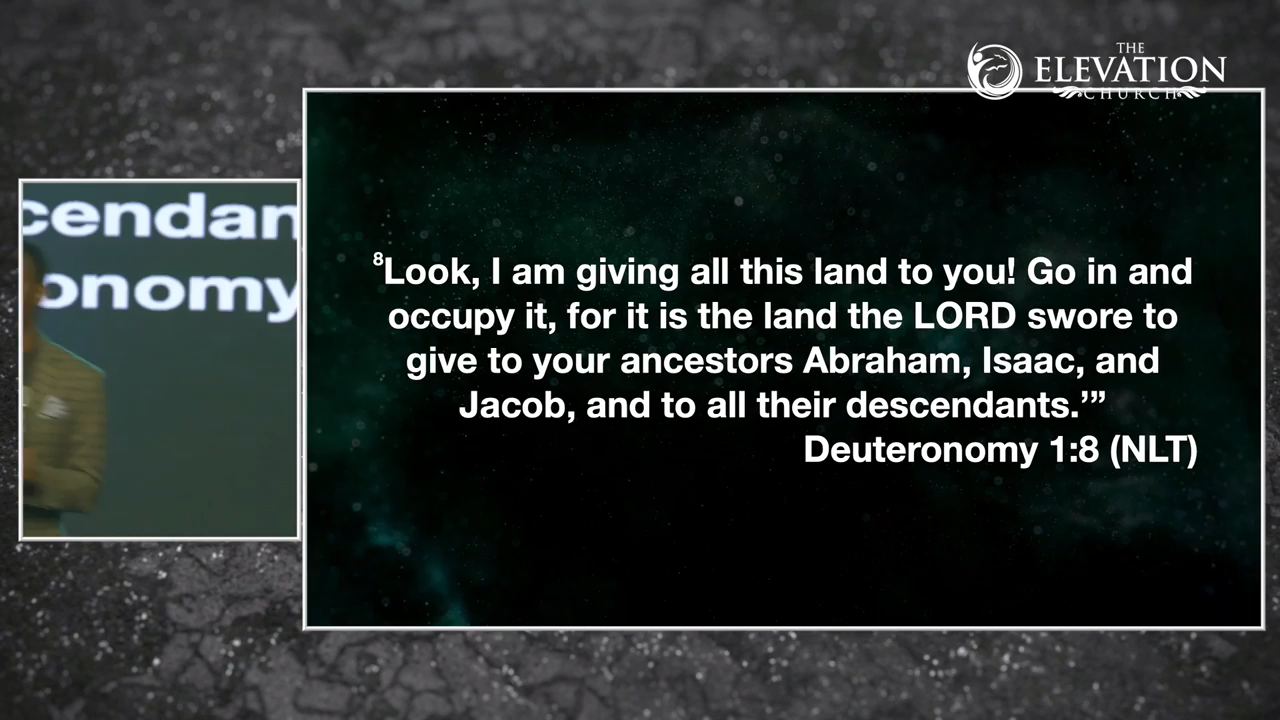 THE
ELEVATION
CHURCH
cendan
onomy
⁸Look, I am giving all this land to you! Go in and
occupy it, for it is the land the LORD swore to
give to your ancestors Abraham, Isaac, and
Jacob, and to all their descendants.’”
Deuteronomy 1:8 (NLT)